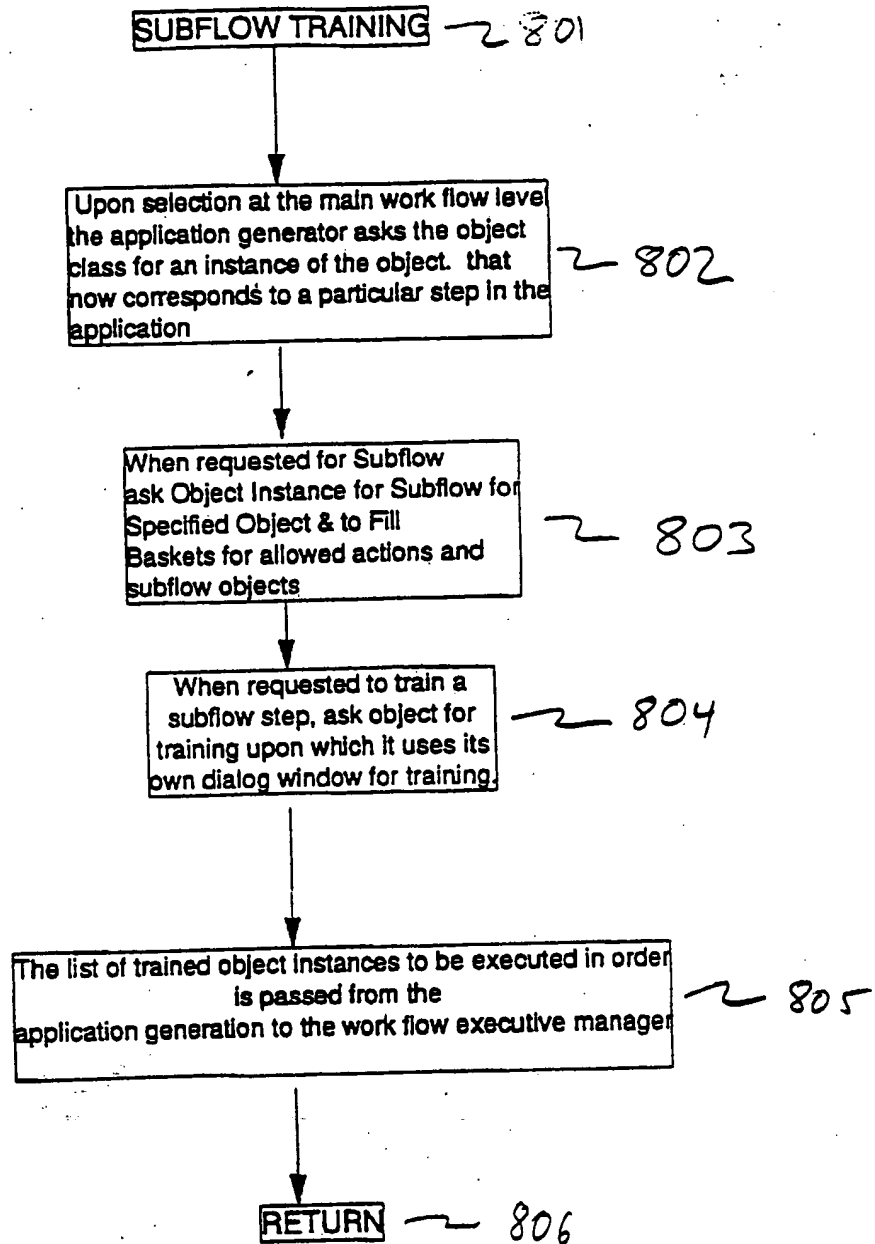 SUBFLOW TRAINING 801
Upon selection at the main work flow level
the application generator asks the object
class for an instance of the object. that
now corresponds to a particular step in the
application
802
When requested for Subflow
ask Object Instance for Subflow for
Specified Object & to Fill
Baskets for allowed actions and
subflow objects
803
When requested to train a
subflow step, ask object for
training upon which it uses its
own dialog window for training.
804
The list of trained object instances to be executed in order
is passed from the
application generation to the work flow executive manager
805
RETURN 806